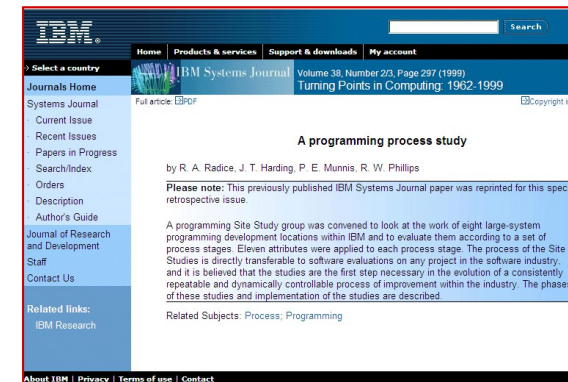 IBM
Search
Home Products & services Support & downloads My account
Select a country
Journals Home
Systems Journal
Current Issue
Recent Issues
Papers in Progress
Search/Index
Orders
Description
Author's Guide
Journal of Research
and Development
Staff
Contact Us
Related links:
IBM Research
IBM Systems Journal Volume 38, Number 2/3, Page 297 (1999)
Turning Points in Computing: 1962-1999
Full article: PDF Copyright i
A programming process study
by R. A. Radice, J. T. Harding, P. E. Munnis, R. W. Phillips
Please note: This previously published IBM Systems Journal paper was reprinted for this spec
retrospective issue.
A programming Site Study group was convened to look at the work of eight large-system
programming development locations within IBM and to evaluate them according to a set of
process stages. Eleven attributes were applied to each process stage. The process of the Site
Studies is directly transferable to software evaluations on any project in the software industry,
and it is believed that the studies are the first step necessary in the evolution of a consistently
repeatable and dynamically controllable process of improvement within the industry. The phase
of these studies and implementation of the studies are described.
Related Subjects: Process; Programming
About IBM | Privacy | Terms of use | Contact